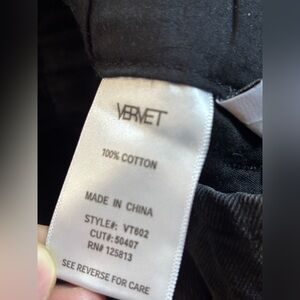 VERVET
100% COTTON
MADE IN CHINA
STYLE#: VT602
CUT#: 50407
RN# 125813
SEE REVERSE FOR CARE